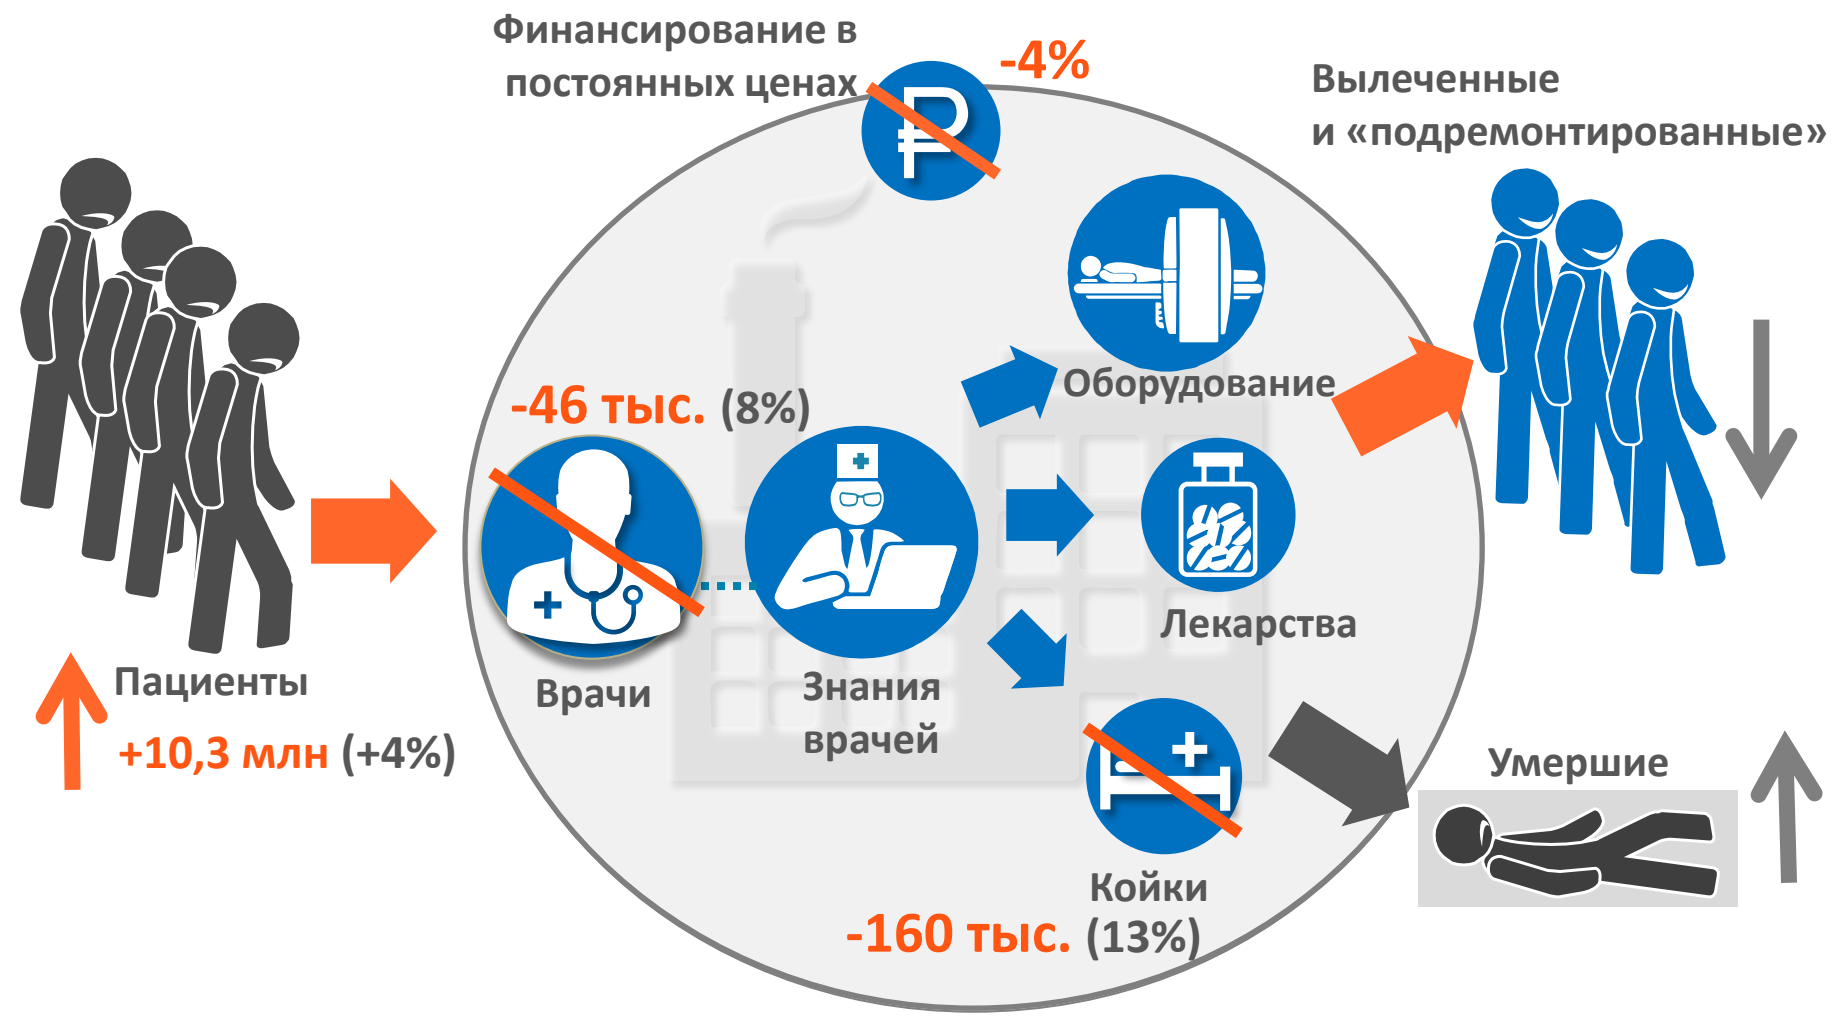 Финансирование в
постоянных ценах
-4%
Вылеченные
и «подремонтированные»
-46 тыс. (8%)
Оборудование
Лекарства
Пациенты
+10,3 млн (+4%)
Врачи
Знания
врачей
Умершие
Койки
-160 тыс. (13%)